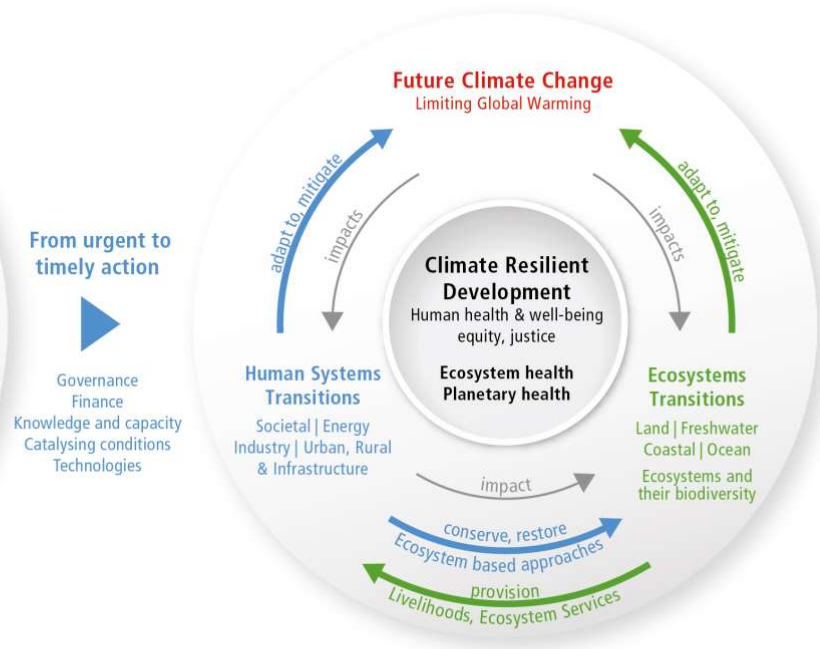 From urgent to
timely action
Governance
Finance
Knowledge and capacity
Catalysing conditions
Technologies
Future Climate Change
Limiting Global Warming
adapt to, mitigate
impacts
impacts
adapt to, mitigate
Climate Resilient
Development
Human health & well-being
equity, justice
Ecosystem health
Planetary health
Human Systems
Transitions
Societal | Energy
Industry | Urban, Rural
& Infrastructure
Ecosystems
Transitions
Land | Freshwater
Coastal | Ocean
Ecosystems and
their biodiversity
impact
conserve, restore
Ecosystem based approaches
provision
Livelihoods, Ecosystem Services